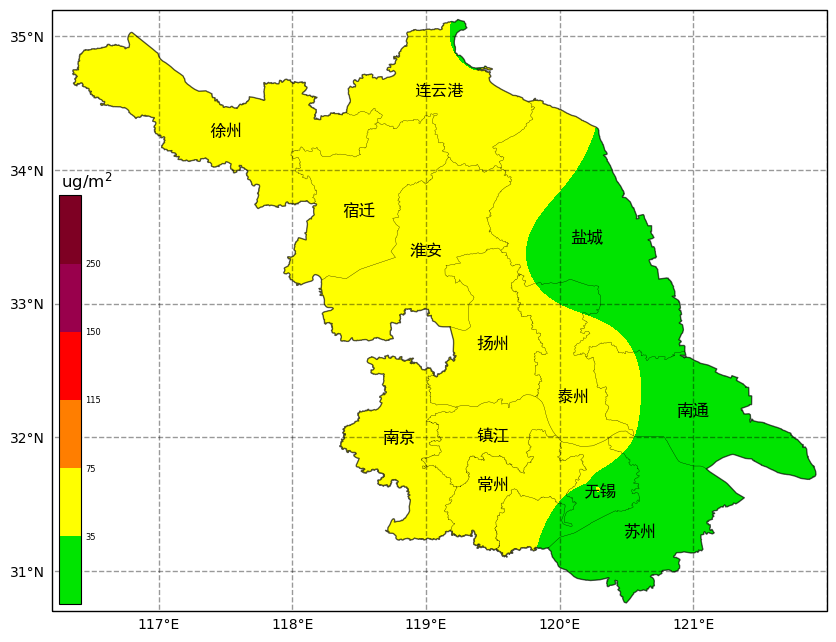 35°N
34°N
33°N
32°N
31°N
117°E
118°E
119°E
120°E
121°E
ug/m²
250
150
115
75
35
连云港
徐州
宿迁
盐城
淮安
扬州
泰州
南通
南京
镇江
常州
无锡
苏州